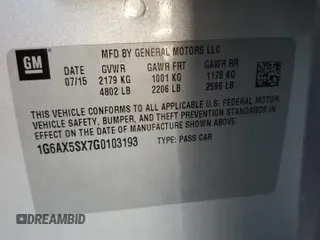 GM
MFD BY GENERAL MOTORS LLC
DATE GVWR GAWR FRT GAWR RR
07/15 2179 KG 1001 KG 1178 KG
4802 LB 2206 LB 2596 LB
THIS VEHICLE CONFORMS TO ALL APPLICABLE U.S. FEDERAL MOTOR
VEHICLE SAFETY, BUMPER, AND THEFT PREVENTION STANDARDS IN
EFFECT ON THE DATE OF MANUFACTURE SHOWN ABOVE.
1G6AX5SX7G0103193 TYPE: PASS CAR
DREAMBID